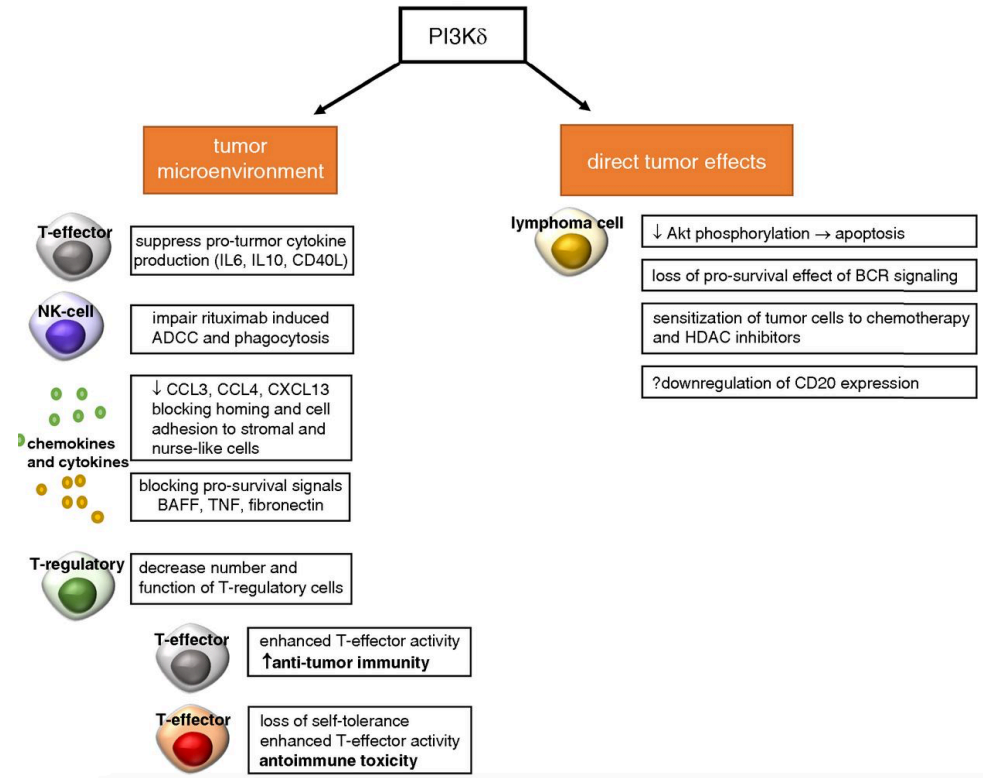 PI3Kδ
tumor
microenvironment
T-effector
suppress pro-turmor cytokine
production (IL6, IL10, CD40L)
NK-cell
impair rituximab induced
ADCC and phagocytosis
chemokines
and cytokines
↓ CCL3, CCL4, CXCL13
blocking homing and cell
adhesion to stromal and
nurse-like cells
blocking pro-survival signals
BAFF, TNF, fibronectin
T-regulatory
decrease number and
function of T-regulatory cells
T-effector
enhanced T-effector activity
↑anti-tumor immunity
T-effector
loss of self-tolerance
enhanced T-effector activity
antoimmune toxicity
direct tumor effects
lymphoma cell
↓ Akt phosphorylation → apoptosis
loss of pro-survival effect of BCR signaling
sensitization of tumor cells to chemotherapy
and HDAC inhibitors
?downregulation of CD20 expression